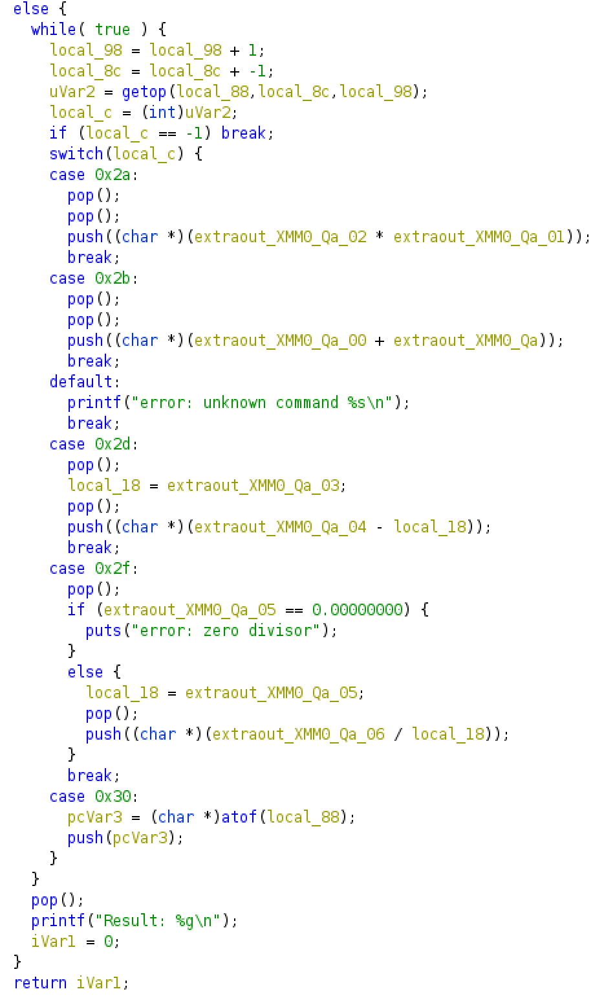 else {
while( true ) {
local_98 = local_98 + 1;
local_8c = local_8c + -1;
uVar2 = getop(local_88,local_8c,local_98);
local_c = (int)uVar2;
if (local_c == -1) break;
switch(local_c) {
case 0x2a:
pop();
pop();
push((char *)(extraout_XMM0_Qa_02 * extraout_XMM0_Qa_01));
break;
case 0x2b:
pop();
pop();
push((char *)(extraout_XMM0_Qa_00 + extraout_XMM0_Qa));
break;
default:
printf("error: unknown command %s\n");
break;
case 0x2d:
pop();
local_18 = extraout_XMM0_Qa_03;
pop();
push((char *)(extraout_XMM0_Qa_04 - local_18));
break;
case 0x2f:
pop();
if (extraout_XMM0_Qa_05 == 0.00000000) {
puts("error: zero divisor");
}
else {
local_18 = extraout_XMM0_Qa_05;
pop();
push((char *)(extraout_XMM0_Qa_06 / local_18));
}
break;
case 0x30:
pcVar3 = (char *)atof(local_88);
push(pcVar3);
}
}
pop();
printf("Result: %g\n");
iVar1 = 0;
}
return iVar1;